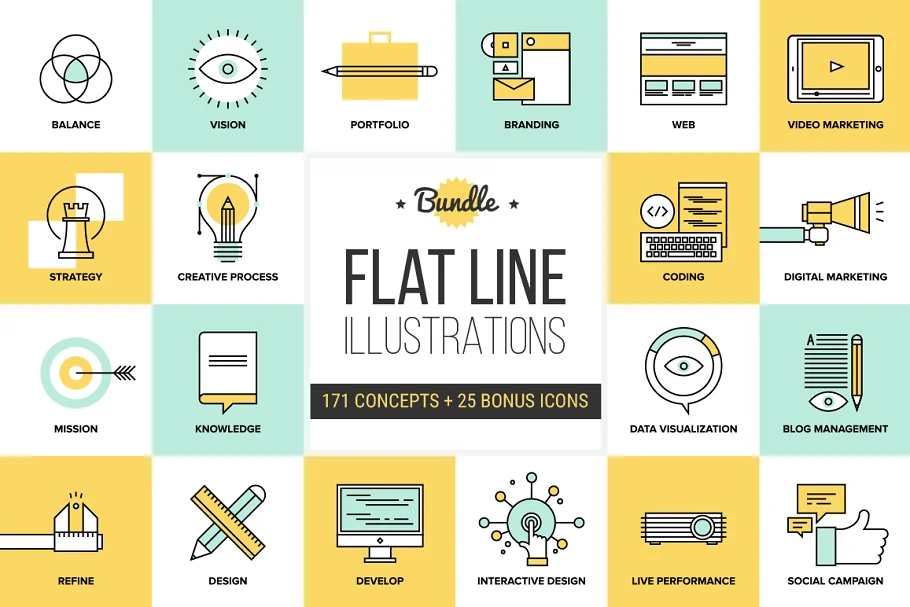 BALANCE
VISION
PORTFOLIO
BRANDING
WEB
VIDEO MARKETING
STRATEGY
CREATIVE PROCESS
Bundle
FLAT LINE
ILLUSTRATIONS
171 CONCEPTS + 25 BONUS ICONS
</>
CODING
DIGITAL MARKETING
MISSION
KNOWLEDGE
DATA VISUALIZATION
A
BLOG MANAGEMENT
REFINE
DESIGN
DEVELOP
INTERACTIVE DESIGN
LIVE PERFORMANCE
SOCIAL CAMPAIGN